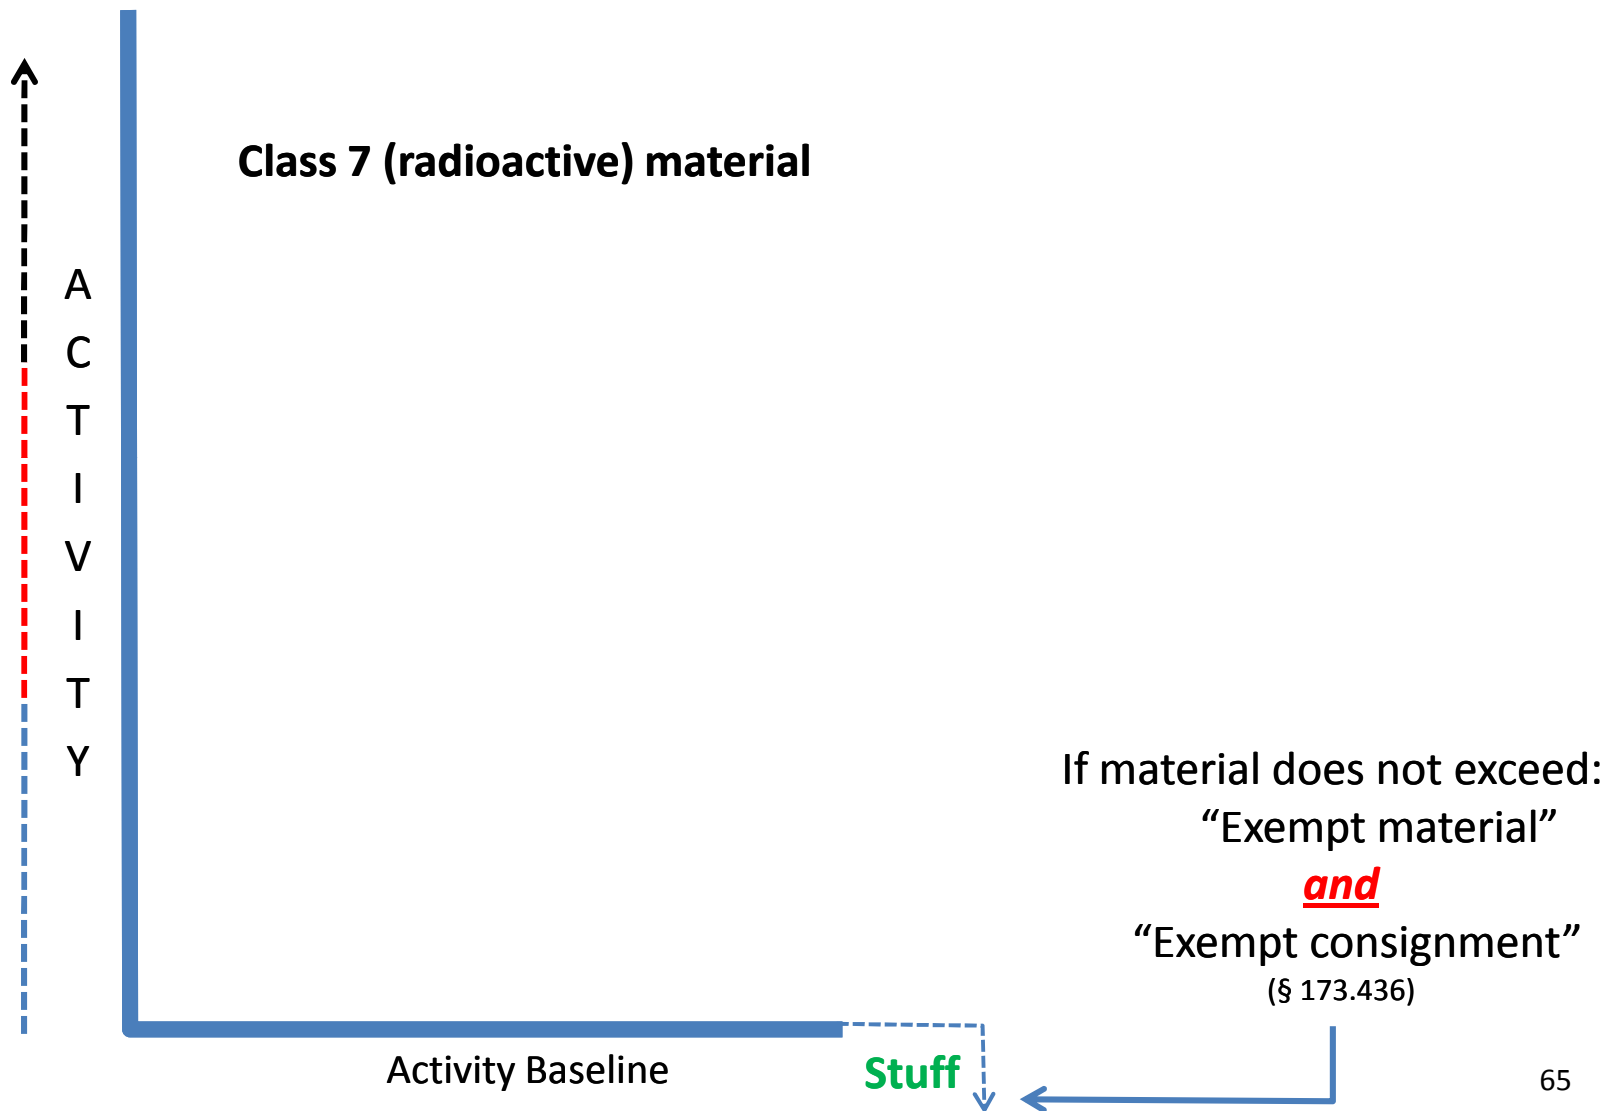 Class 7 (radioactive) material
A
C
T
I
V
I
T
Y
If material does not exceed:
“Exempt material”
and
“Exempt consignment”
(§ 173.436)
Activity Baseline
Stuff
65